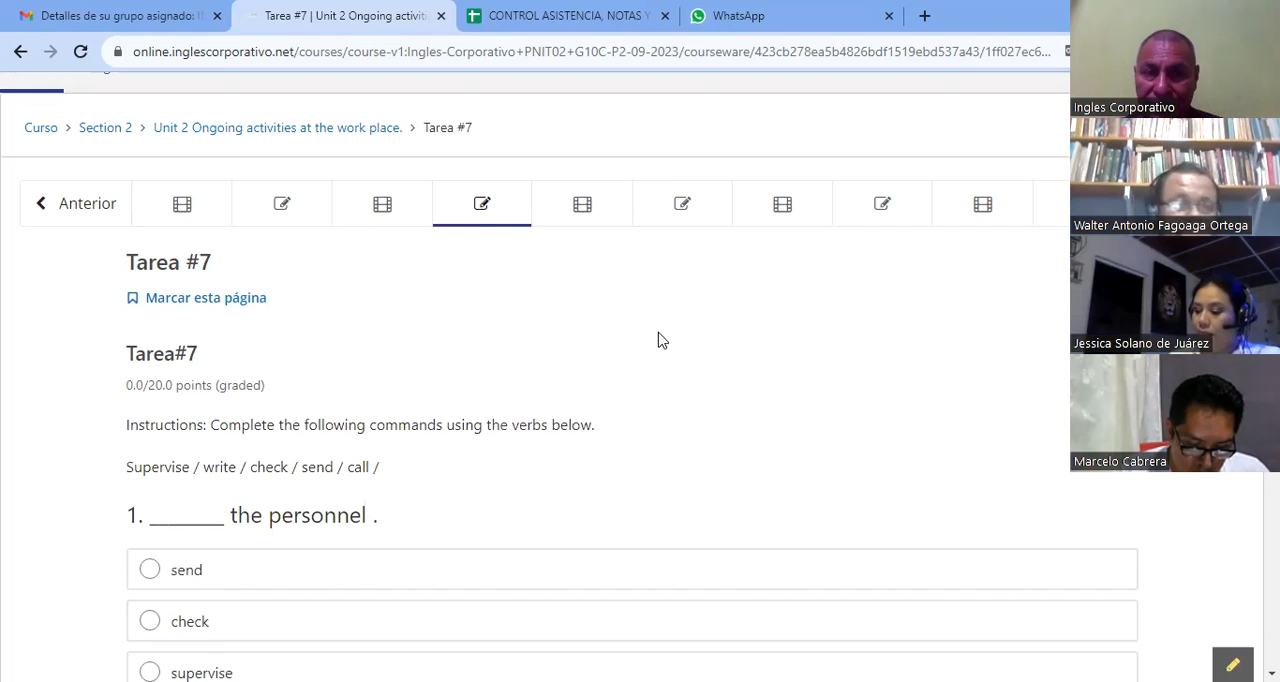 Detalles de su grupo asignado: I
Tarea #7 | Unit 2 Ongoing activiti
CONTROL ASISTENCIA, NOTAS Y
WhatsApp
online.inglescorporativo.net/courses/course-v1:Ingles-Corporativo+PNIT02+G10C-P2-09-2023/courseware/423cb278ea5b4826bdf1519ebd537a43/1ff027ec6...
Curso > Section 2 > Unit 2 Ongoing activities at the work place. > Tarea #7
Anterior
Tarea #7
Marcar esta página
Tarea#7
0.0/20.0 points (graded)
Instructions: Complete the following commands using the verbs below.
Supervise / write / check / send / call
1. _______ the personnel .
send
check
supervise
Ingles Corporativo
Walter Antonio Fagoaga Ortega
Jessica Solano de Juárez
Marcelo Cabrera